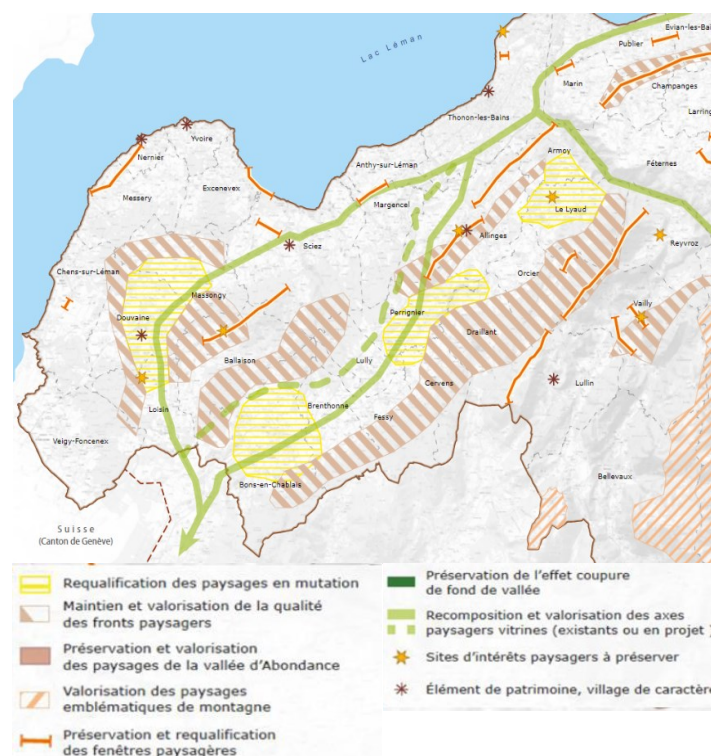 Lac Léman
Evian-les-Bai
Publier
Marin
Champanges
Thonon-les-Bains
Larring
Yvoire
Nernier
Armoy
Féternes
Anthy-sur-Léman
Messery
Excenevex
Margencel
Le Lyaud
Sciez
Allinges
Reyvroz
Chens-sur-Léman
Massongy
Orcier
Vailly
Perrignier
Douvaine
Draillant
Ballaison
Lully
Cervens
Lullin
Loisin
Brenthonne
Fessy
Veigy-Foncenex
Bons-en-Chablais
Bellevaux
Suisse
(Canton de Genève)
Requalification des paysages en mutation
Maintien et valorisation de la qualité
des fronts paysagers
Préservation et valorisation
des paysages de la vallée d'Abondance
Valorisation des paysages
emblématiques de montagne
Préservation et requalification
des fenêtres paysagères
Préservation de l'effet coupure
de fond de vallée
Recomposition et valorisation des axes
paysagers vitrines (existants ou en projet)
Sites d'intérêts paysagers à préserver
Élément de patrimoine, village de caractère